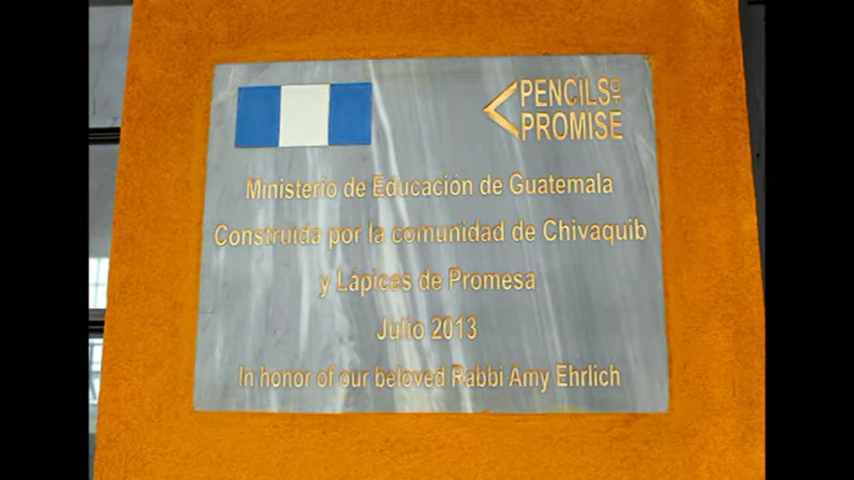 PENCILS OF
PROMISE
Ministerio de Educación de Guatemala
Construida por la comunidad de Chivaquib
y Lápices de Promesa
Julio 2013
In honor of our beloved Rabbi Amy Ehrlich